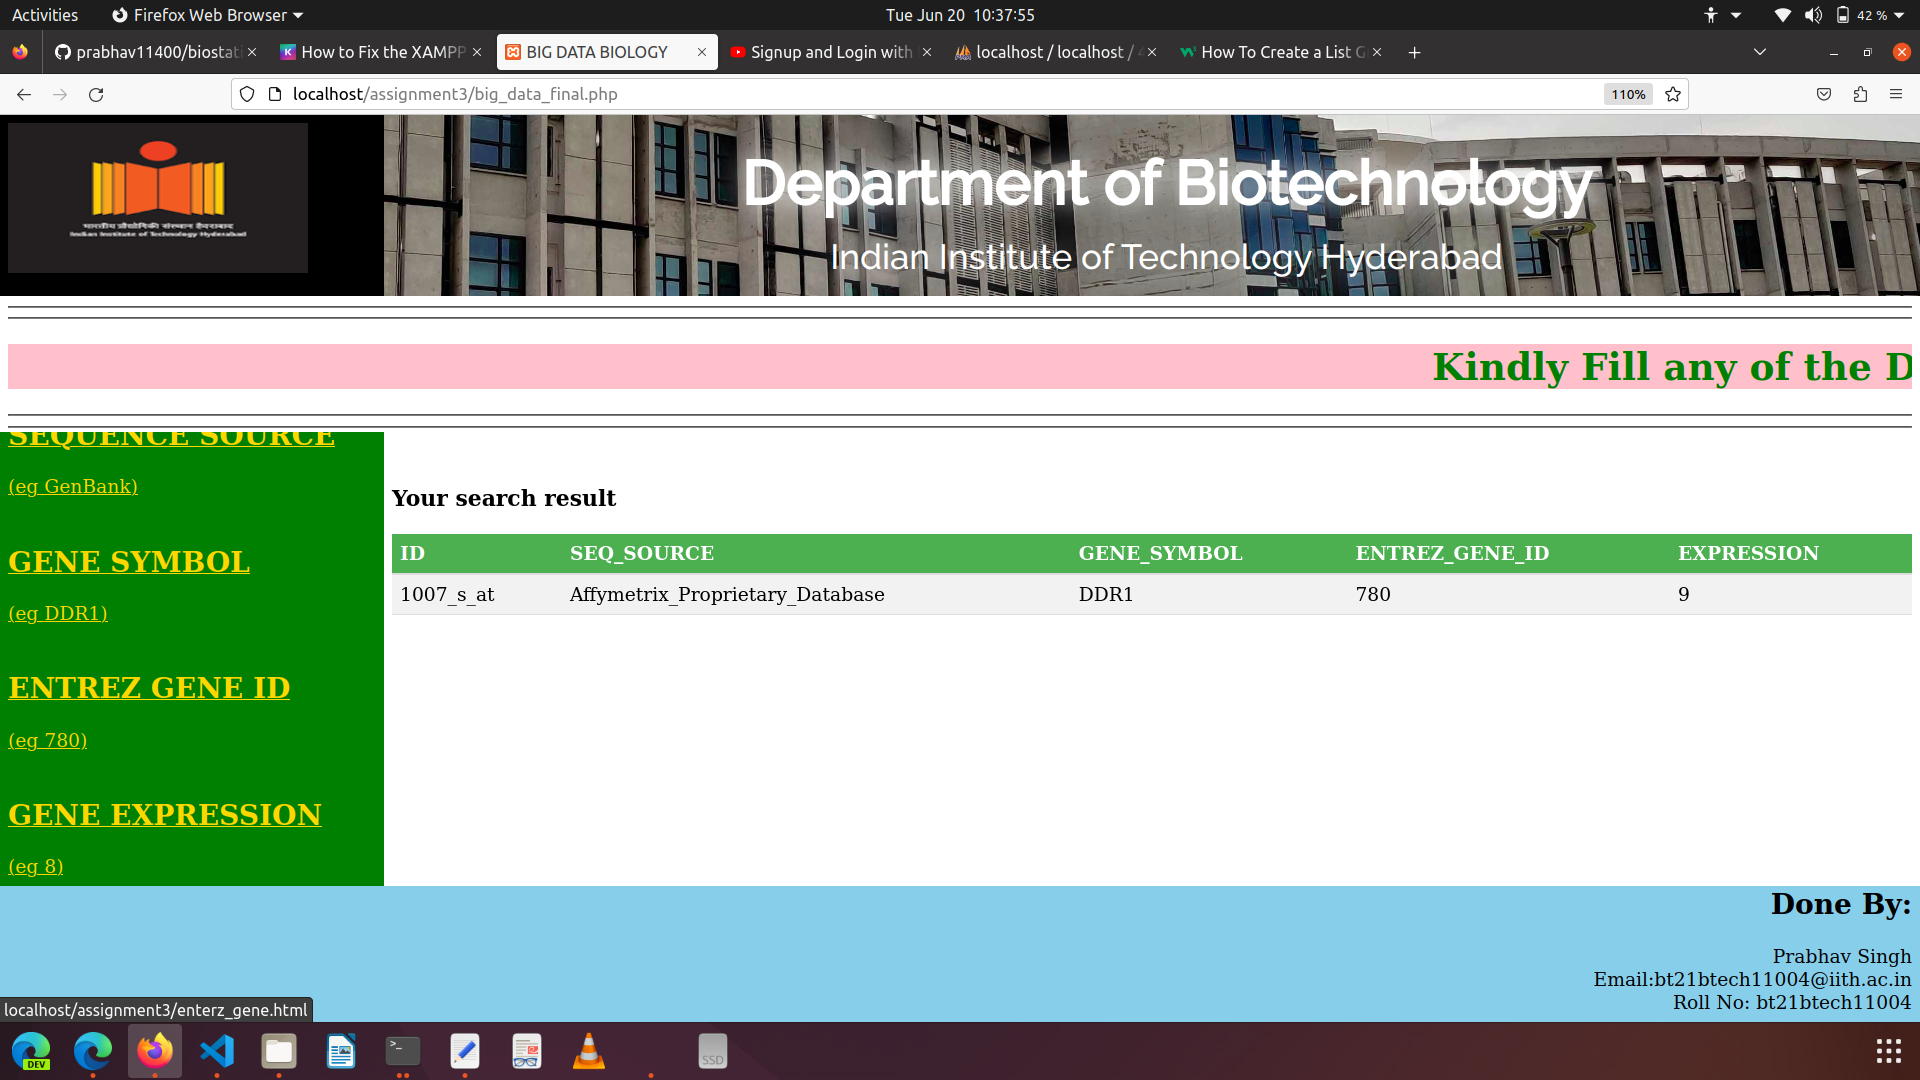 Activities
Firefox Web Browser
Tue Jun 20 10:37:55
42 %
prabhav11400/biostati
How to Fix the XAMPP
BIG DATA BIOLOGY
Signup and Login with
localhost / localhost / 4
How To Create a List G
localhost/assignment3/big_data_final.php
110%
भारतीय प्रौद्योगिकी संस्थान हैदराबाद
Indian Institute of Technology Hyderabad
Department of Biotechnology
Indian Institute of Technology Hyderabad
Kindly Fill any of the D
SEQUENCE SOURCE
(eg GenBank)
GENE SYMBOL
(eg DDR1)
ENTREZ GENE ID
(eg 780)
GENE EXPRESSION
(eg 8)
Your search result
ID SEQ_SOURCE GENE_SYMBOL ENTREZ_GENE_ID EXPRESSION
1007_s_at Affymetrix_Proprietary_Database DDR1 780 9
Done By:
Prabhav Singh
Email:bt21btech11004@iith.ac.in
Roll No: bt21btech11004
localhost/assignment3/enterz_gene.html
DEV
SSD